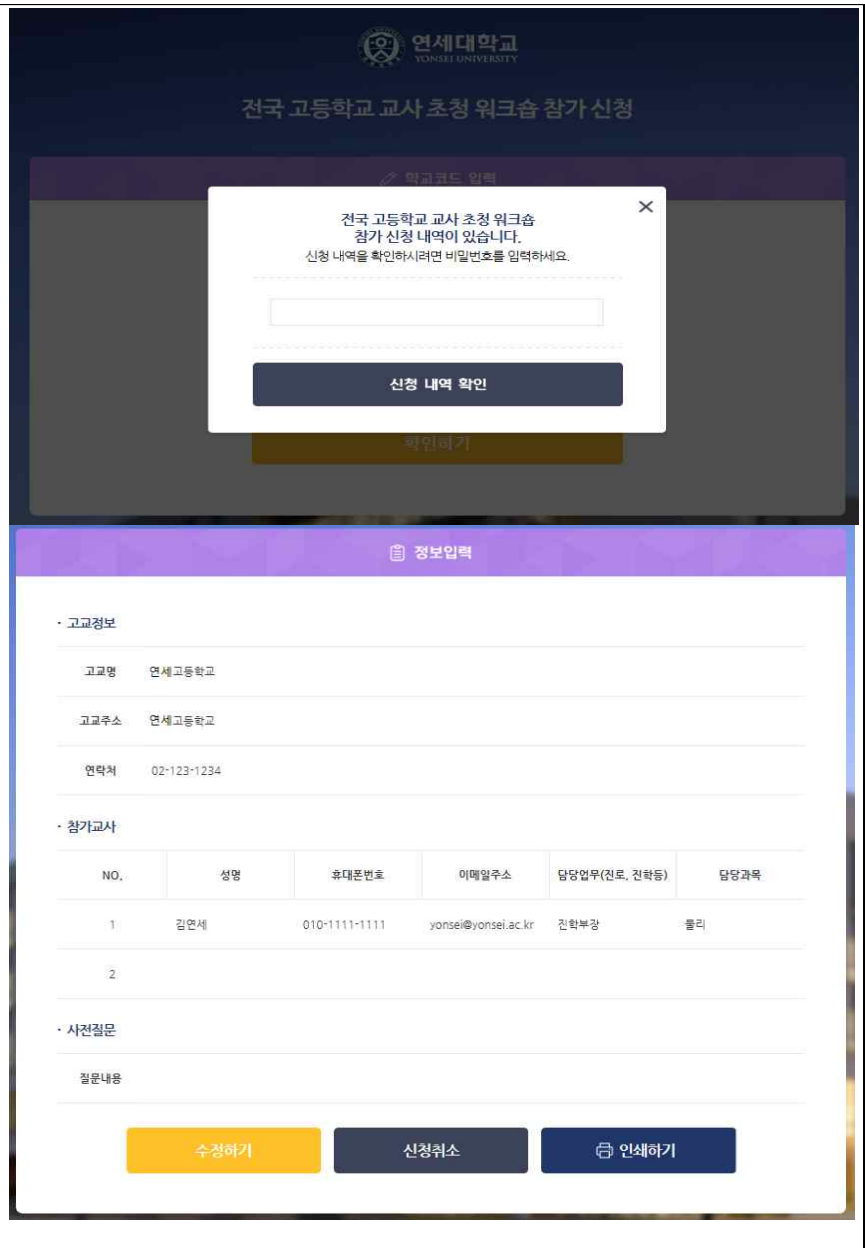 연세대학교
YONSEI UNIVERSITY
전국 고등학교 교사 초청 워크숍 참가 신청
학교코드 입력
전국 고등학교 교사 초청 워크숍
참가 신청 내역이 있습니다.
신청 내역을 확인하시려면 비밀번호를 입력하세요.
신청 내역 확인
확인하기
정보입력
· 고교정보
고교명 연세고등학교
고교주소 연세고등학교
연락처 02-123-1234
· 참가교사
NO. 성명 휴대폰번호 이메일주소 담당업무(진로, 진학등) 담당과목
1 김연세 010-1111-1111 yonsei@yonsei.ac.kr 진학부장 물리
2
· 사전질문
질문내용
수정하기 신청취소 인쇄하기